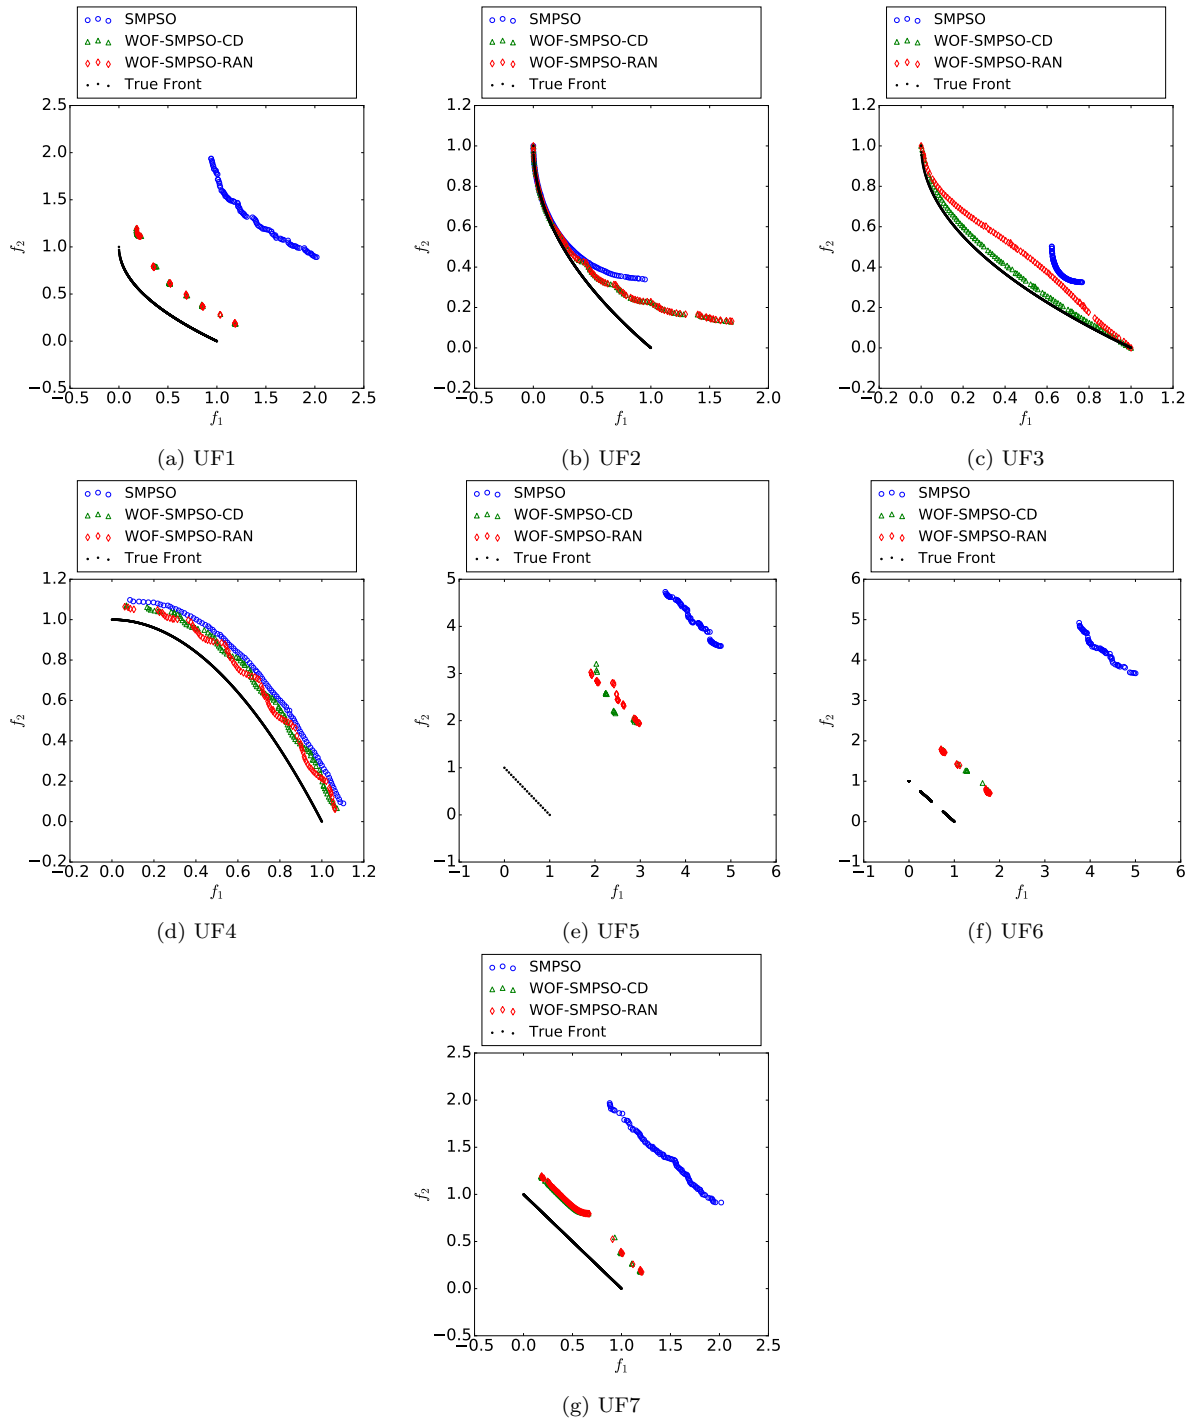 SMPSO
WOF-SMPSO-CD
WOF-SMPSO-RAN
True Front
2.5
2.0
1.5
1.0
0.5
0.0
−0.5
f2
−0.5 0.0 0.5 1.0 1.5 2.0 2.5
f1
(a) UF1
SMPSO
WOF-SMPSO-CD
WOF-SMPSO-RAN
True Front
1.2
1.0
0.8
0.6
0.4
0.2
0.0
−0.2
f2
−0.5 0.0 0.5 1.0 1.5 2.0
f1
(b) UF2
SMPSO
WOF-SMPSO-CD
WOF-SMPSO-RAN
True Front
1.2
1.0
0.8
0.6
0.4
0.2
0.0
−0.2
f2
−0.2 0.0 0.2 0.4 0.6 0.8 1.0 1.2
f1
(c) UF3
SMPSO
WOF-SMPSO-CD
WOF-SMPSO-RAN
True Front
1.2
1.0
0.8
0.6
0.4
0.2
0.0
−0.2
f2
0.0 0.2 0.4 0.6 0.8 1.0 1.2
f1
(d) UF4
SMPSO
WOF-SMPSO-CD
WOF-SMPSO-RAN
True Front
5
4
3
2
1
0
−1
f2
−1 0 1 2 3 4 5 6
f1
(e) UF5
SMPSO
WOF-SMPSO-CD
WOF-SMPSO-RAN
True Front
6
5
4
3
2
1
0
−1
f2
−1 0 1 2 3 4 5 6
f1
(f) UF6
SMPSO
WOF-SMPSO-CD
WOF-SMPSO-RAN
True Front
2.5
2.0
1.5
1.0
0.5
0.0
−0.5
f2
−0.5 0.0 0.5 1.0 1.5 2.0 2.5
f1
(g) UF7